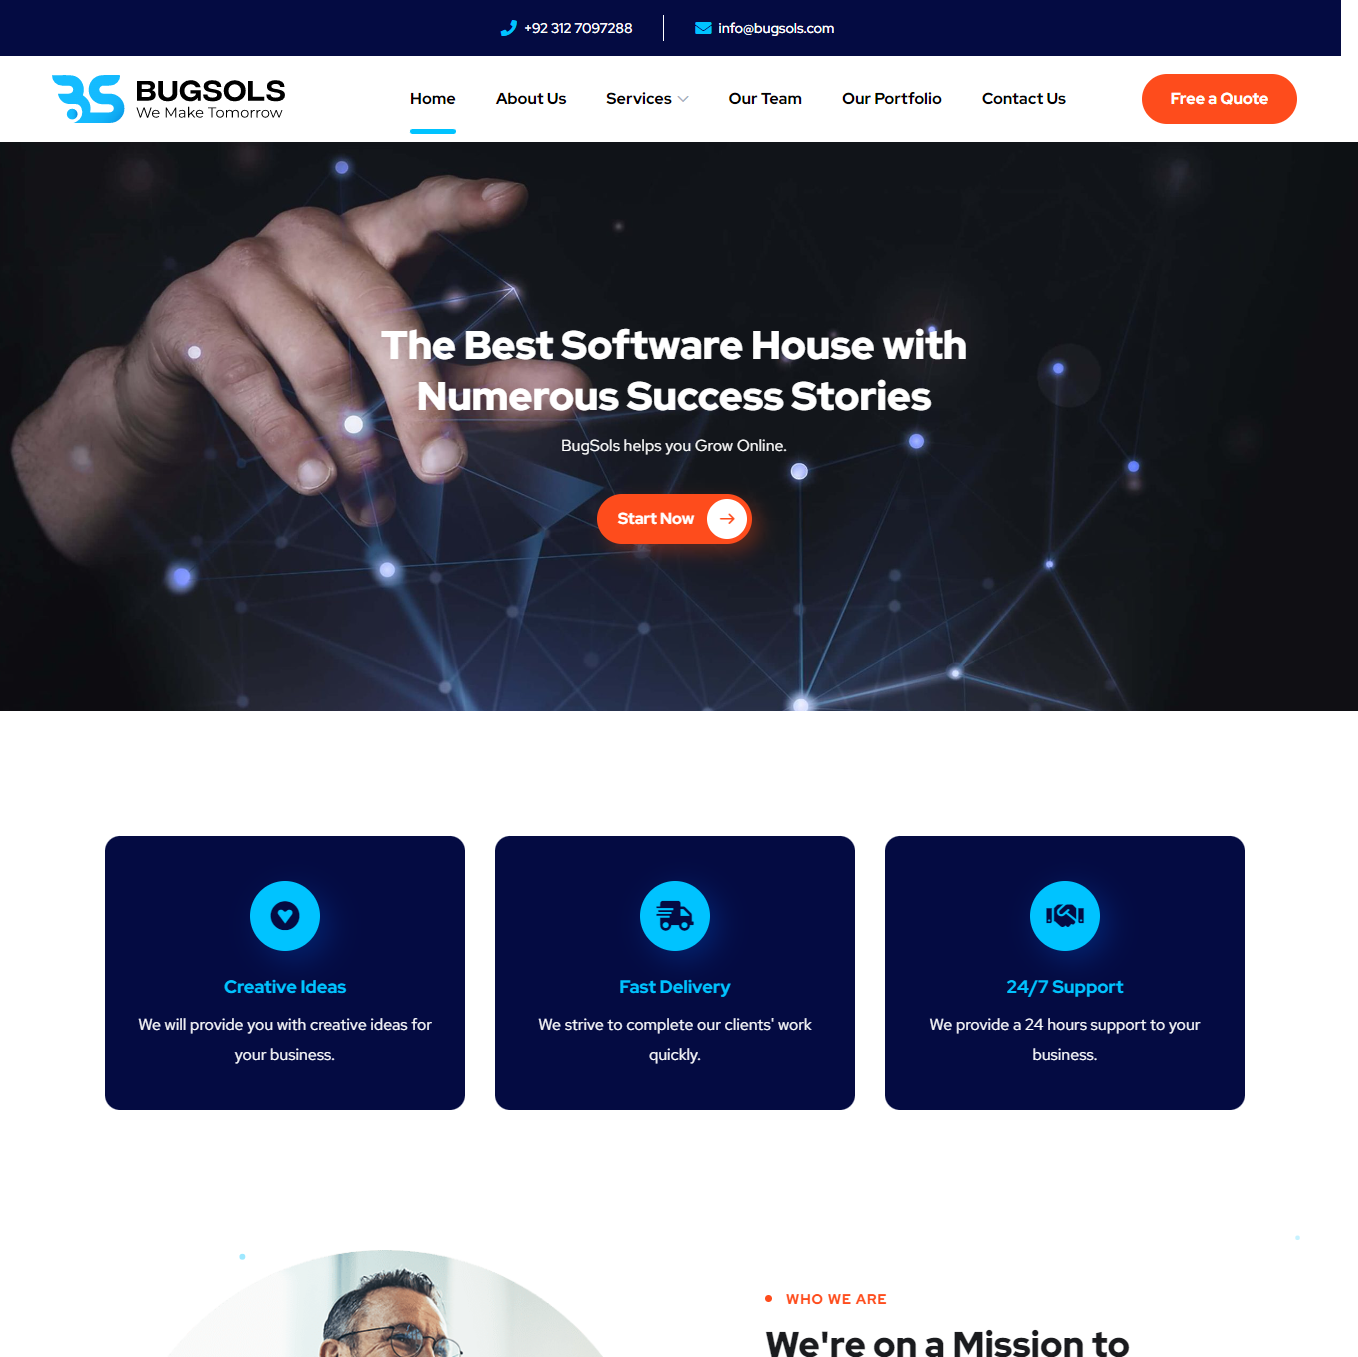 +92 312 7097288
info@bugsols.com
BUGSOLS
We Make Tomorrow
Home
About Us
Services
Our Team
Our Portfolio
Contact Us
Free a Quote
The Best Software House with
Numerous Success Stories
BugSols helps you Grow Online.
Start Now
Creative Ideas
We will provide you with creative ideas for
your business.
Fast Delivery
We strive to complete our clients' work
quickly.
24/7 Support
We provide a 24 hours support to your
business.
WHO WE ARE
We're on a Mission to